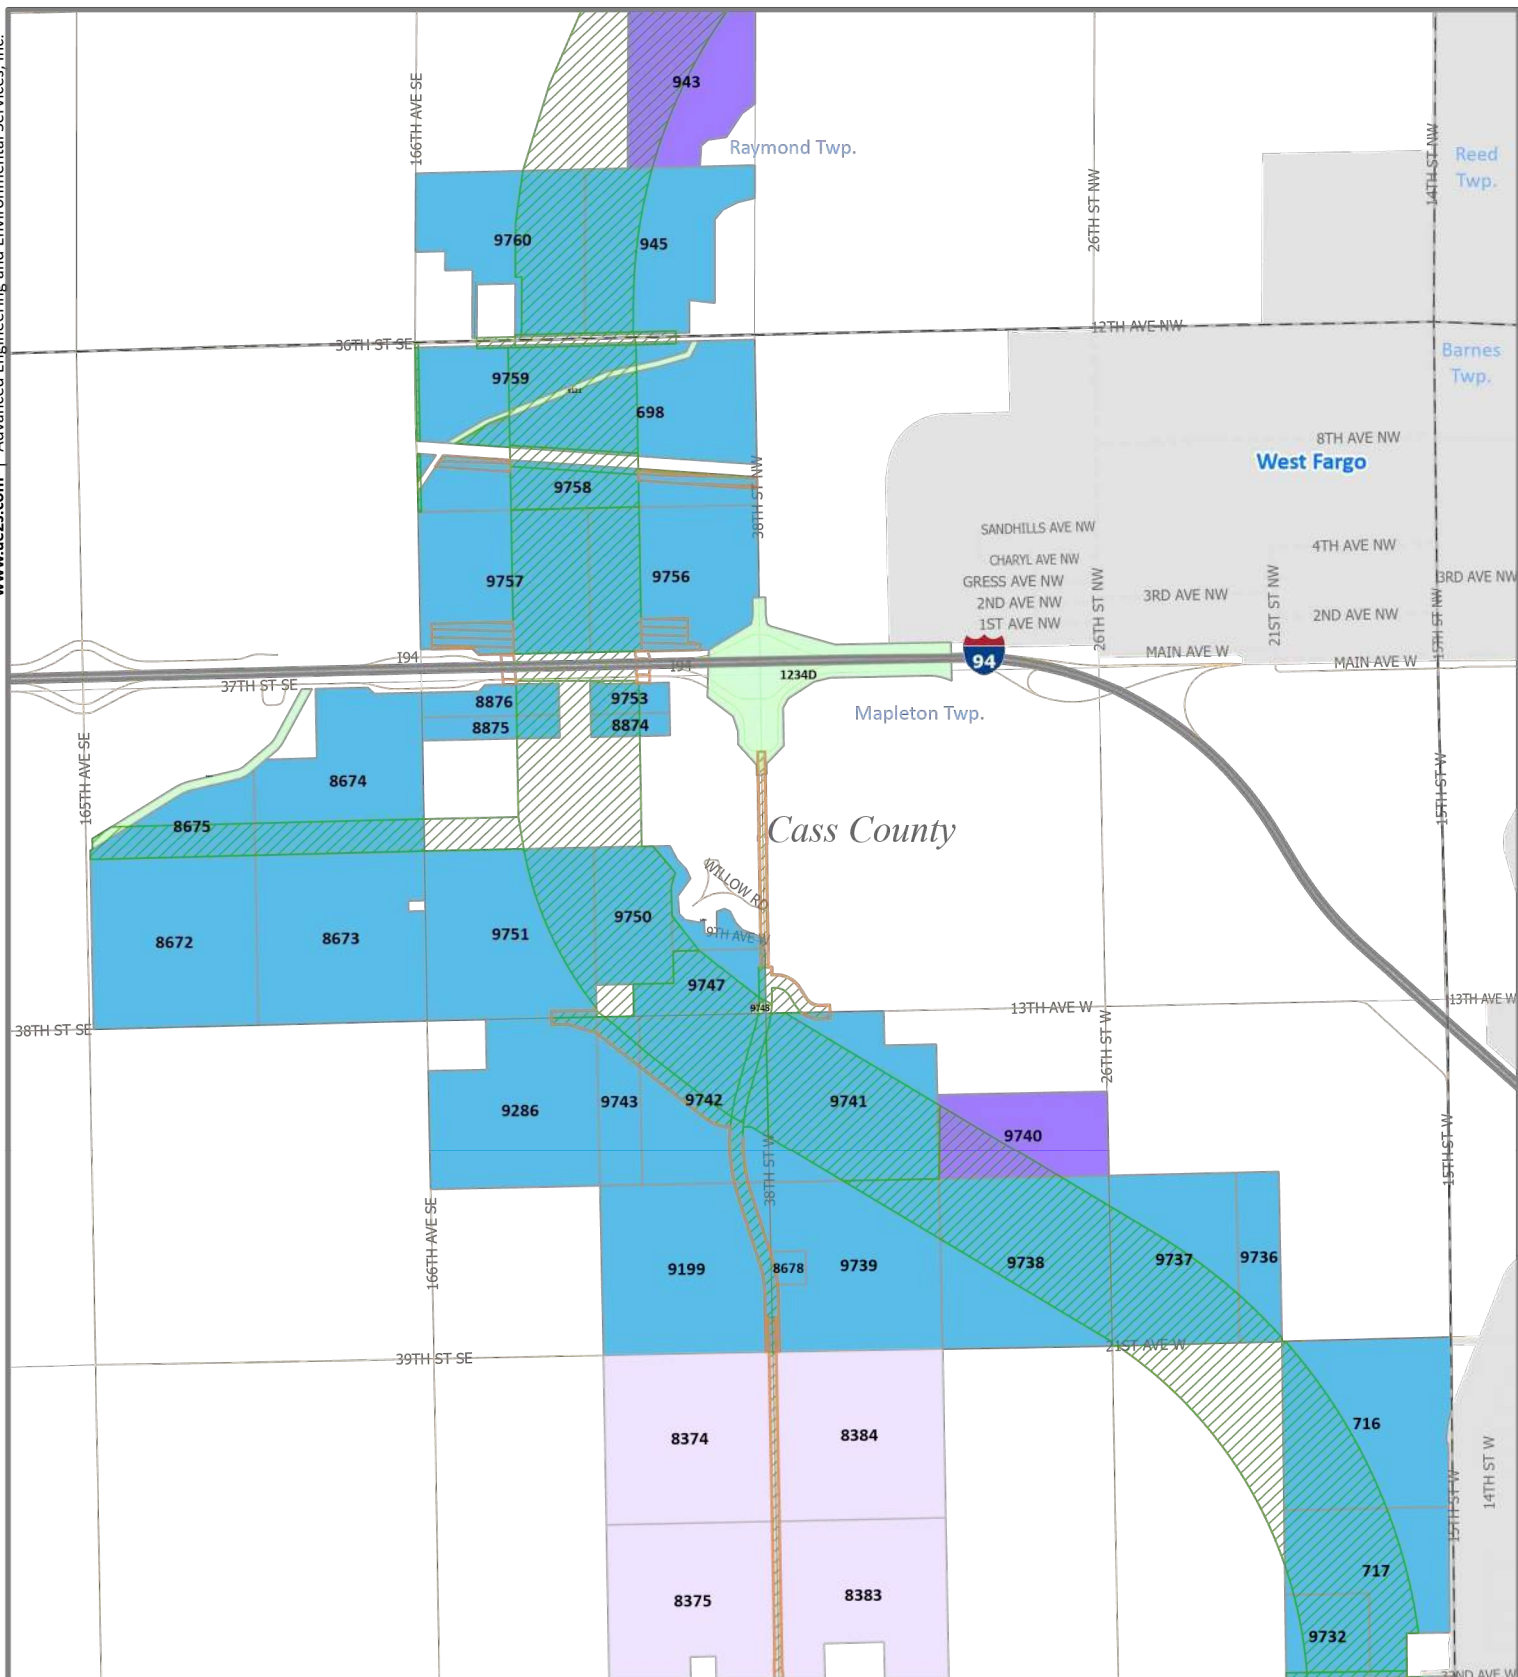 943
166TH AVE SE
Raymond Twp.
Reed
Twp.
14TH ST NW
26TH ST NW
9760
945
36TH ST SE
12TH AVE NW
Barnes
Twp.
9759
698
8TH AVE NW
West Fargo
9758
38TH ST NW
SANDHILLS AVE NW
4TH AVE NW
CHARYL AVE NW
9757
9756
GRESS AVE NW
3RD AVE NW
3RD AVE NW
2ND AVE NW
21ST ST NW
2ND AVE NW
1ST AVE NW
26TH ST NW
15TH ST NW
I94
I94
94
MAIN AVE W
MAIN AVE W
37TH ST SE
1234D
8876
9753
8875
8874
Mapleton Twp.
165TH AVE SE
8674
8675
Cass County
15TH ST W
WILLOW RD
9750
9751
8672
8673
9TH AVE W
9747
9748
13TH AVE W
13TH AVE W
38TH ST SE
26TH ST W
9286
9743
9742
9741
9740
38TH ST W
15TH ST W
166TH AVE SE
9199
8678
9739
9738
9737
9736
21ST AVE W
39TH ST SE
8374
8384
716
14TH ST W
15TH ST W
717
8375
8383
9732
22ND AVE W
www.ae2s.com | Advanced Engineering and Environmental Services, Inc.